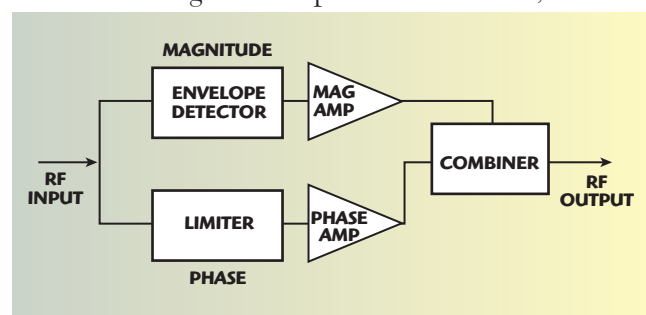 MAGNITUDE
ENVELOPE
DETECTOR
MAG
AMP
COMBINER
RF
INPUT
RF
OUTPUT
LIMITER
PHASE
AMP
PHASE